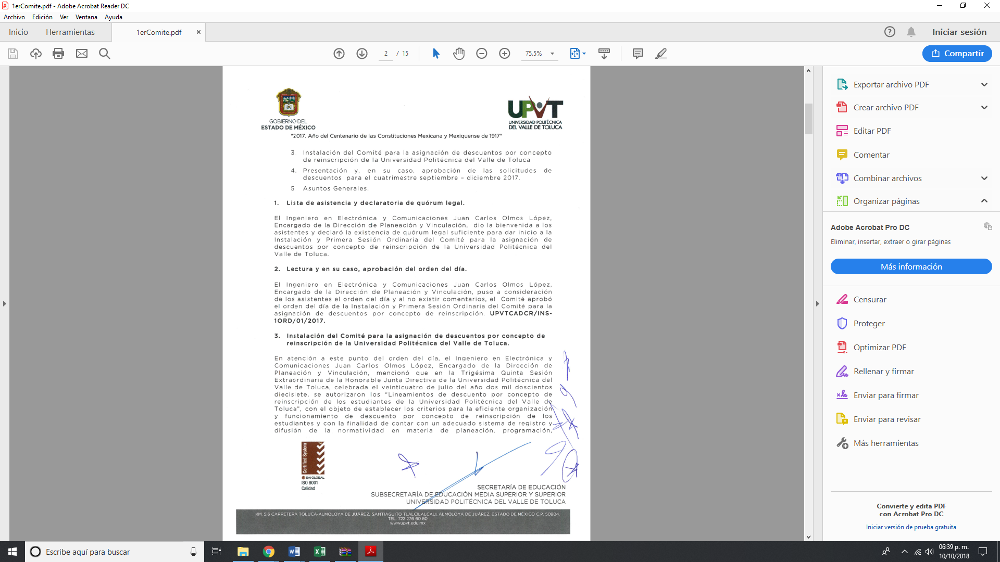 1erComite.pdf - Adobe Acrobat Reader DC
Archivo Edición Ver Ventana Ayuda
Inicio Herramientas 1erComite.pdf Iniciar sesión
2 / 15 75.5% Compartir
GOBIERNO DEL
ESTADO DE MÉXICO
UPVT
UNIVERSIDAD POLITÉCNICA
DEL VALLE DE TOLUCA
"2017. Año del Centenario de las Constituciones Mexicana y Mexiquense de 1917"
3 Instalación del Comité para la asignación de descuentos por concepto
de reinscripción de la Universidad Politécnica del Valle de Toluca
4. Presentación y, en su caso, aprobación de las solicitudes de
descuentos para el cuatrimestre septiembre – diciembre 2017.
5 Asuntos Generales.
1. Lista de asistencia y declaratoria de quórum legal.
El Ingeniero en Electrónica y Comunicaciones Juan Carlos Olmos López,
Encargado de la Dirección de Planeación y Vinculación, dio la bienvenida a los
asistentes y declaró la existencia de quórum legal suficiente para dar inicio a la
Instalación y Primera Sesión Ordinaria del Comité para la asignación de
descuentos por concepto de reinscripción de la Universidad Politécnica del
Valle de Toluca.
2. Lectura y en su caso, aprobación del orden del día.
El Ingeniero en Electrónica y Comunicaciones Juan Carlos Olmos López,
Encargado de la Dirección de Planeación y Vinculación, puso a consideración
de los asistentes el orden del día y al no existir comentarios, el Comité aprobó
el orden del día de la Instalación y Primera Sesión Ordinaria del Comité para la
asignación de descuentos por concepto de reinscripción. UPVTCADCR/INS-
1ORD/01/2017.
3. Instalación del Comité para la asignación de descuentos por concepto de
reinscripción de la Universidad Politécnica del Valle de Toluca.
En atención a este punto del orden del día, el Ingeniero en Electrónica y
Comunicaciones Juan Carlos Olmos López, Encargado de la Dirección de
Planeación y Vinculación, mencionó que en la Trigésima Quinta Sesión
Extraordinaria de la Honorable Junta Directiva de la Universidad Politécnica del
Valle de Toluca, celebrada el veinticuatro de julio del año dos mil doscientos
diecisiete, se autorizaron los "Lineamientos de descuento por concepto de
reinscripción de los estudiantes de la Universidad Politécnica del Valle de
Toluca", con el objeto de establecer los criterios para la eficiente organización
y funcionamiento de descuento por concepto de reinscripción de los
estudiantes y con la finalidad de contar con un adecuado sistema de registro y
difusión de la normatividad en materia de planeación, programación,
Certified System
SAI GLOBAL
ISO 9001
Calidad
SECRETARÍA DE EDUCACIÓN
SUBSECRETARÍA DE EDUCACIÓN MEDIA SUPERIOR Y SUPERIOR
UNIVERSIDAD POLITÉCNICA DEL VALLE DE TOLUCA
KM. 5.6 CARRETERA TOLUCA-ALMOLOYA DE JUÁREZ, SANTIAGUITO TLALCILALCALI, ALMOLOYA DE JUÁREZ, ESTADO DE MÉXICO C.P. 50904.
TEL. 722 276 60 60
www.upvt.edu.mx
Exportar archivo PDF
Crear archivo PDF
Editar PDF
Comentar
Combinar archivos
Organizar páginas
Adobe Acrobat Pro DC
Eliminar, insertar, extraer o girar páginas
Más información
Censurar
Proteger
Optimizar PDF
Rellenar y firmar
Enviar para firmar
Enviar para revisar
Más herramientas
Convierte y edita PDF
con Acrobat Pro DC
Iniciar versión de prueba gratuita
Escribe aquí para buscar
06:39 p. m.
10/10/2018